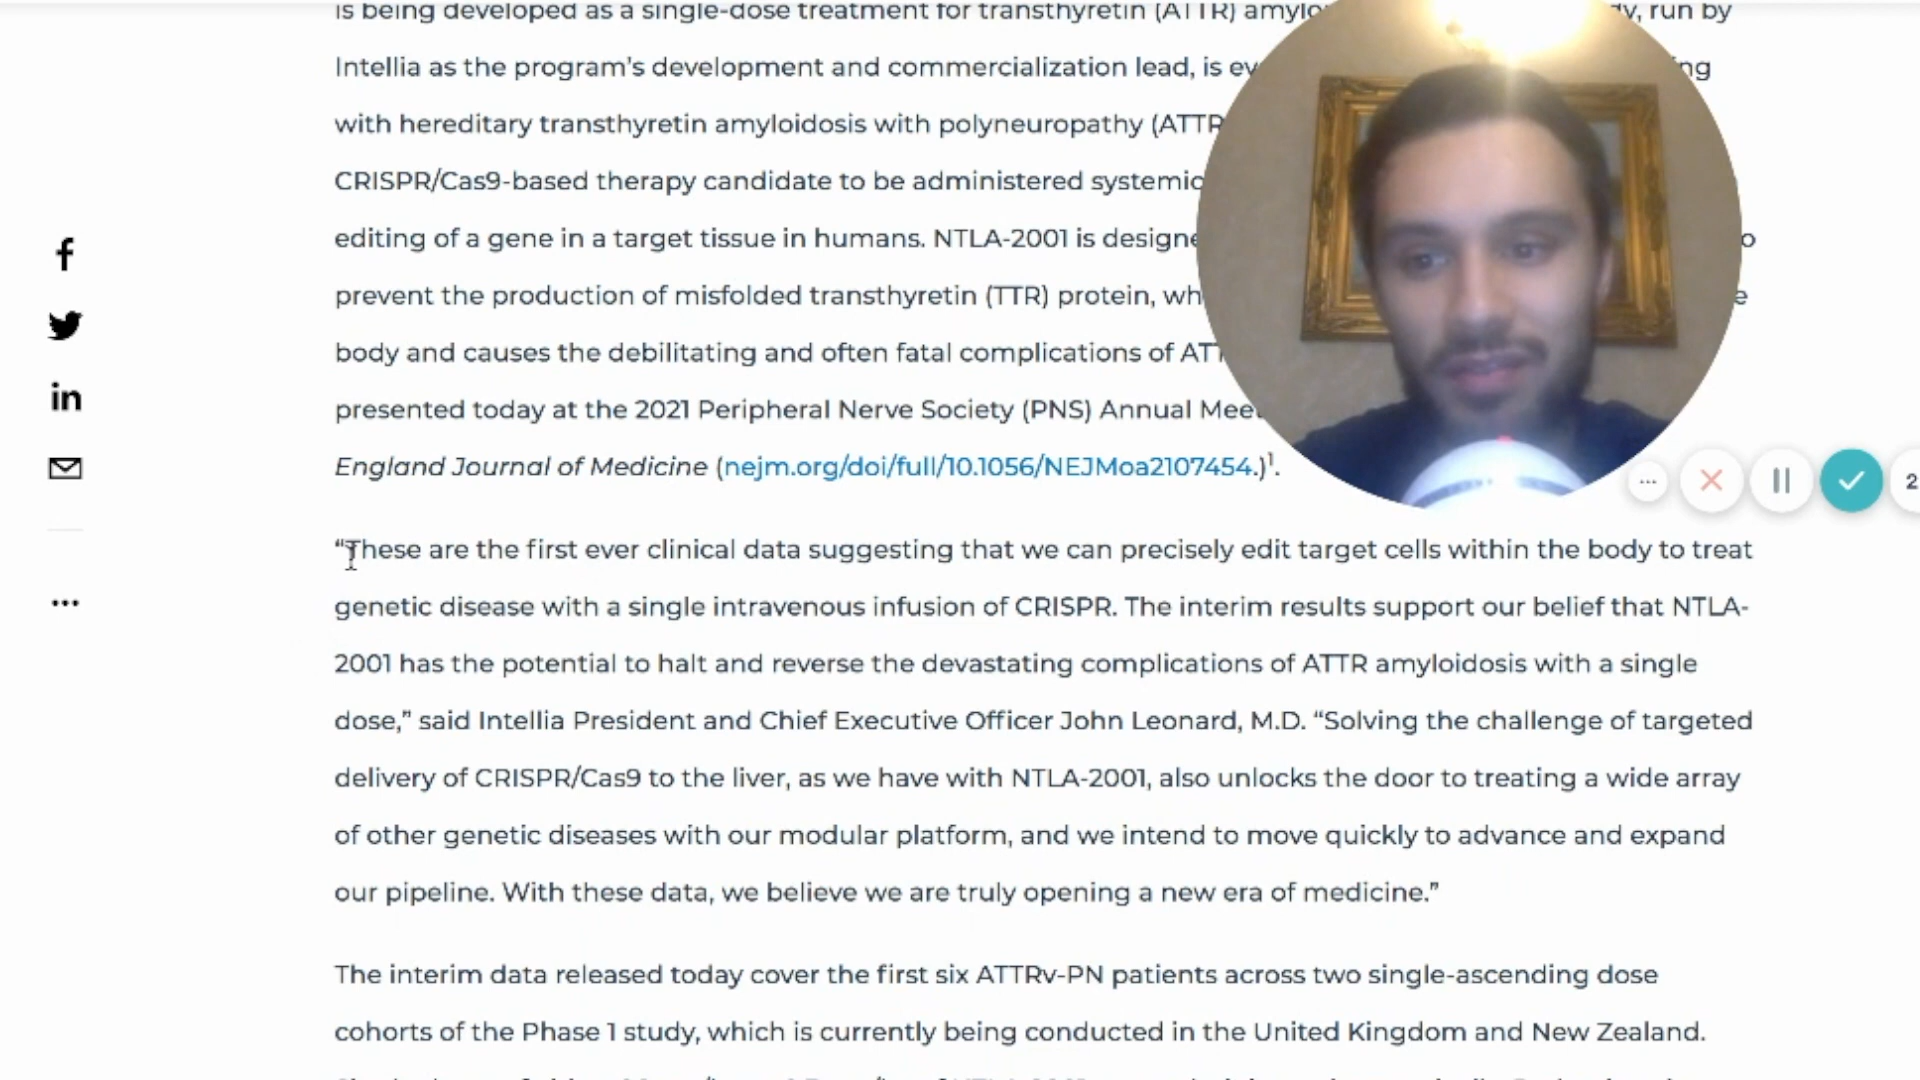 is being developed as a single-dose treatment for transthyretin (ATTR) run by
Intellia as the program's development and commercialization lead, is
with hereditary transthyretin amyloidosis with polyneuropathy (ATTR
CRISPR/Cas9-based therapy candidate to be administered
editing of a gene in a target tissue in humans. NTLA-2001 is
prevent the production of misfolded transthyretin (TTR) protein,
body and causes the debilitating and often fatal complications of
presented today at the 2021 Peripheral Nerve Society (PNS) Annual
England Journal of Medicine (nejm.org/doi/full/10.1056/NEJMoa2107454.)¹.
“These are the first ever clinical data suggesting that we can precisely edit target cells within the body to treat
genetic disease with a single intravenous infusion of CRISPR. The interim results support our belief that NTLA-
2001 has the potential to halt and reverse the devastating complications of ATTR amyloidosis with a single
dose,” said Intellia President and Chief Executive Officer John Leonard, M.D. “Solving the challenge of targeted
delivery of CRISPR/Cas9 to the liver, as we have with NTLA-2001, also unlocks the door to treating a wide array
of other genetic diseases with our modular platform, and we intend to move quickly to advance and expand
our pipeline. With these data, we believe we are truly opening a new era of medicine.”
The interim data released today cover the first six ATTRv-PN patients across two single-ascending dose
cohorts of the Phase 1 study, which is currently being conducted in the United Kingdom and New Zealand.